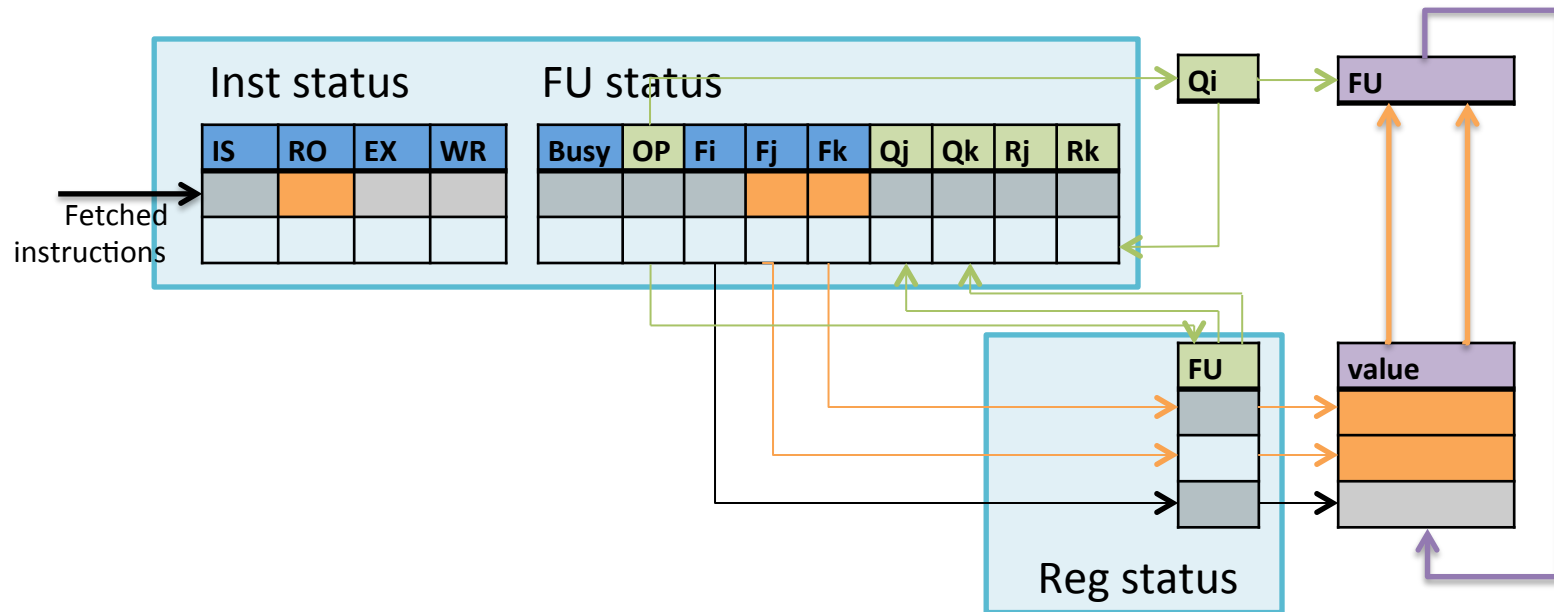 Inst status
FU status
Qi
FU
IS RO EX WR
Busy OP Fi Fj Fk Qj Qk Rj Rk
Fetched
instructions
FU
value
Reg status